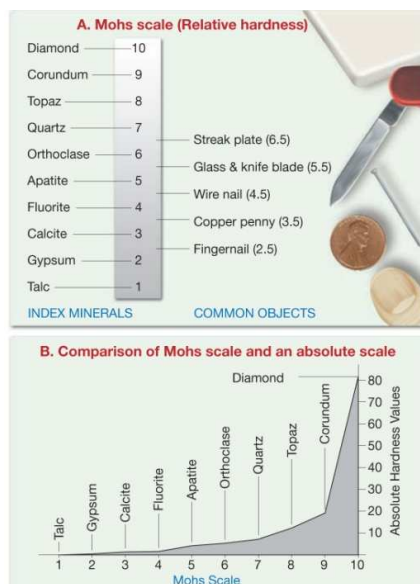 A. Mohs scale (Relative hardness)
Diamond 10
Corundum 9
Topaz 8
Quartz 7
Streak plate (6.5)
Orthoclase 6
Glass & knife blade (5.5)
Apatite 5
Wire nail (4.5)
Fluorite 4
Copper penny (3.5)
Calcite 3
Fingernail (2.5)
Gypsum 2
Talc 1
INDEX MINERALS COMMON OBJECTS
B. Comparison of Mohs scale and an absolute scale
Diamond
Talc
Gypsum
Calcite
Fluorite
Apatite
Orthoclase
Quartz
Topaz
Corundum
80
70
60
50
40
30
20
10
Absolute Hardness Values
1 2 3 4 5 6 7 8 9 10
Mohs Scale